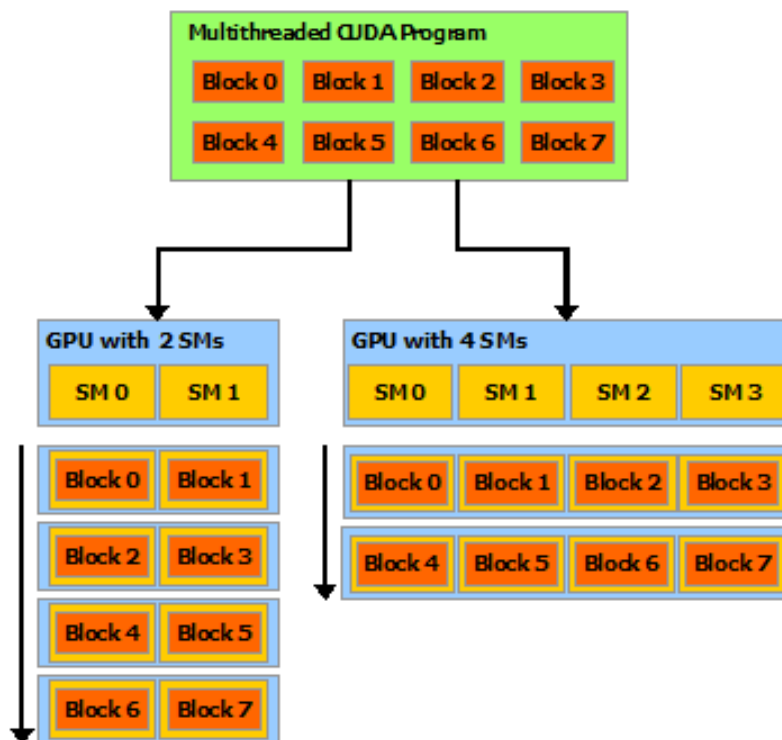 Multithreaded CUDA Program
Block 0 Block 1 Block 2 Block 3
Block 4 Block 5 Block 6 Block 7
GPU with 2 SMs
SM 0 SM 1
Block 0 Block 1
Block 2 Block 3
Block 4 Block 5
Block 6 Block 7
GPU with 4 SMs
SM 0 SM 1 SM 2 SM 3
Block 0 Block 1 Block 2 Block 3
Block 4 Block 5 Block 6 Block 7